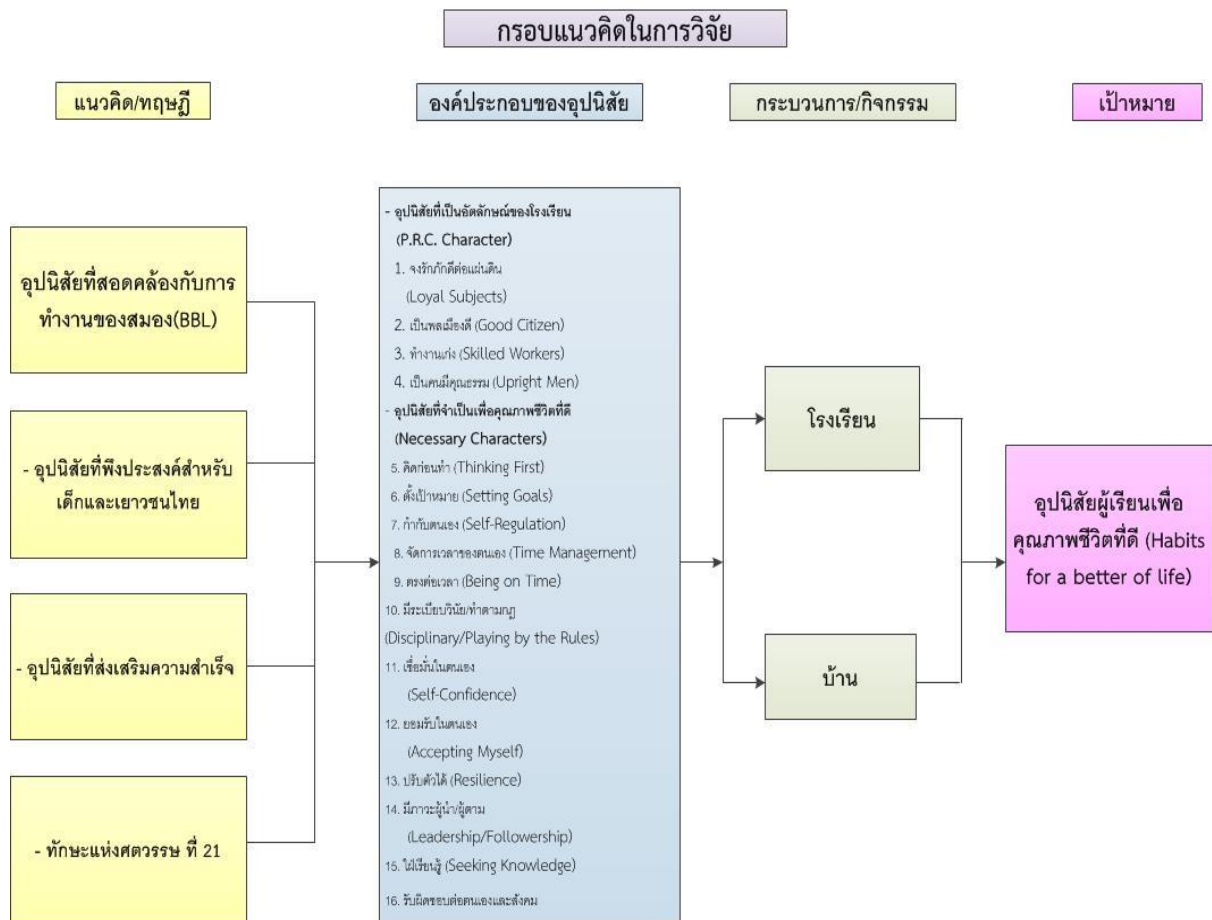 กรอบแนวคิดในการวิจัย
แนวคิด/ทฤษฎี
องค์ประกอบของอุปนิสัย
กระบวนการ/กิจกรรม
เป้าหมาย
อุปนิสัยที่สอดคล้องกับการ
ทำงานของสมอง(BBL)
- อุปนิสัยที่พึงประสงค์สำหรับ
เด็กและเยาวชนไทย
- อุปนิสัยที่ส่งเสริมความสำเร็จ
- ทักษะแห่งศตวรรษ ที่ 21
- อุปนิสัยที่เป็นอัตลักษณ์ของโรงเรียน
(P.R.C. Character)
1. จงรักภักดีต่อแผ่นดิน
(Loyal Subjects)
2. เป็นพลเมืองดี (Good Citizen)
3. ทำงานเก่ง (Skilled Workers)
4. เป็นคนมีคุณธรรม (Upright Men)
- อุปนิสัยที่จำเป็นเพื่อคุณภาพชีวิตที่ดี
(Necessary Characters)
5. คิดก่อนทำ (Thinking First)
6. ตั้งเป้าหมาย (Setting Goals)
7. กำกับตนเอง (Self-Regulation)
8. จัดการเวลาของตนเอง (Time Management)
9. ตรงต่อเวลา (Being on Time)
10. มีระเบียบวินัย/ทำตามกฎ
(Disciplinary/Playing by the Rules)
11. เชื่อมั่นในตนเอง
(Self-Confidence)
12. ยอมรับในตนเอง
(Accepting Myself)
13. ปรับตัวได้ (Resilience)
14. มีภาวะผู้นำ/ผู้ตาม
(Leadership/Followership)
15. ใฝ่เรียนรู้ (Seeking Knowledge)
16. รับผิดชอบต่อตนเองและสังคม
โรงเรียน
บ้าน
อุปนิสัยผู้เรียนเพื่อ
คุณภาพชีวิตที่ดี (Habits
for a better of life)